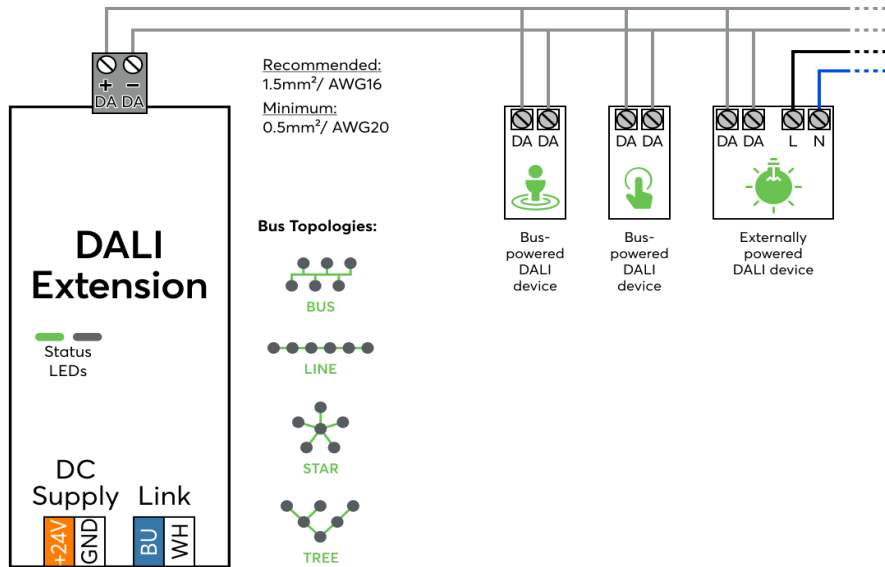 + −
DA DA
Recommended:
1.5mm²/ AWG16
Minimum:
0.5mm²/ AWG20
DALI
Extension
Status
LEDs
DC
Supply
Link
+24V
GND
BU
WH
Bus Topologies:
BUS
LINE
STAR
TREE
DA DA
Bus-
powered
DALI
device
DA DA
Bus-
powered
DALI
device
DA DA L N
Externally
powered
DALI device